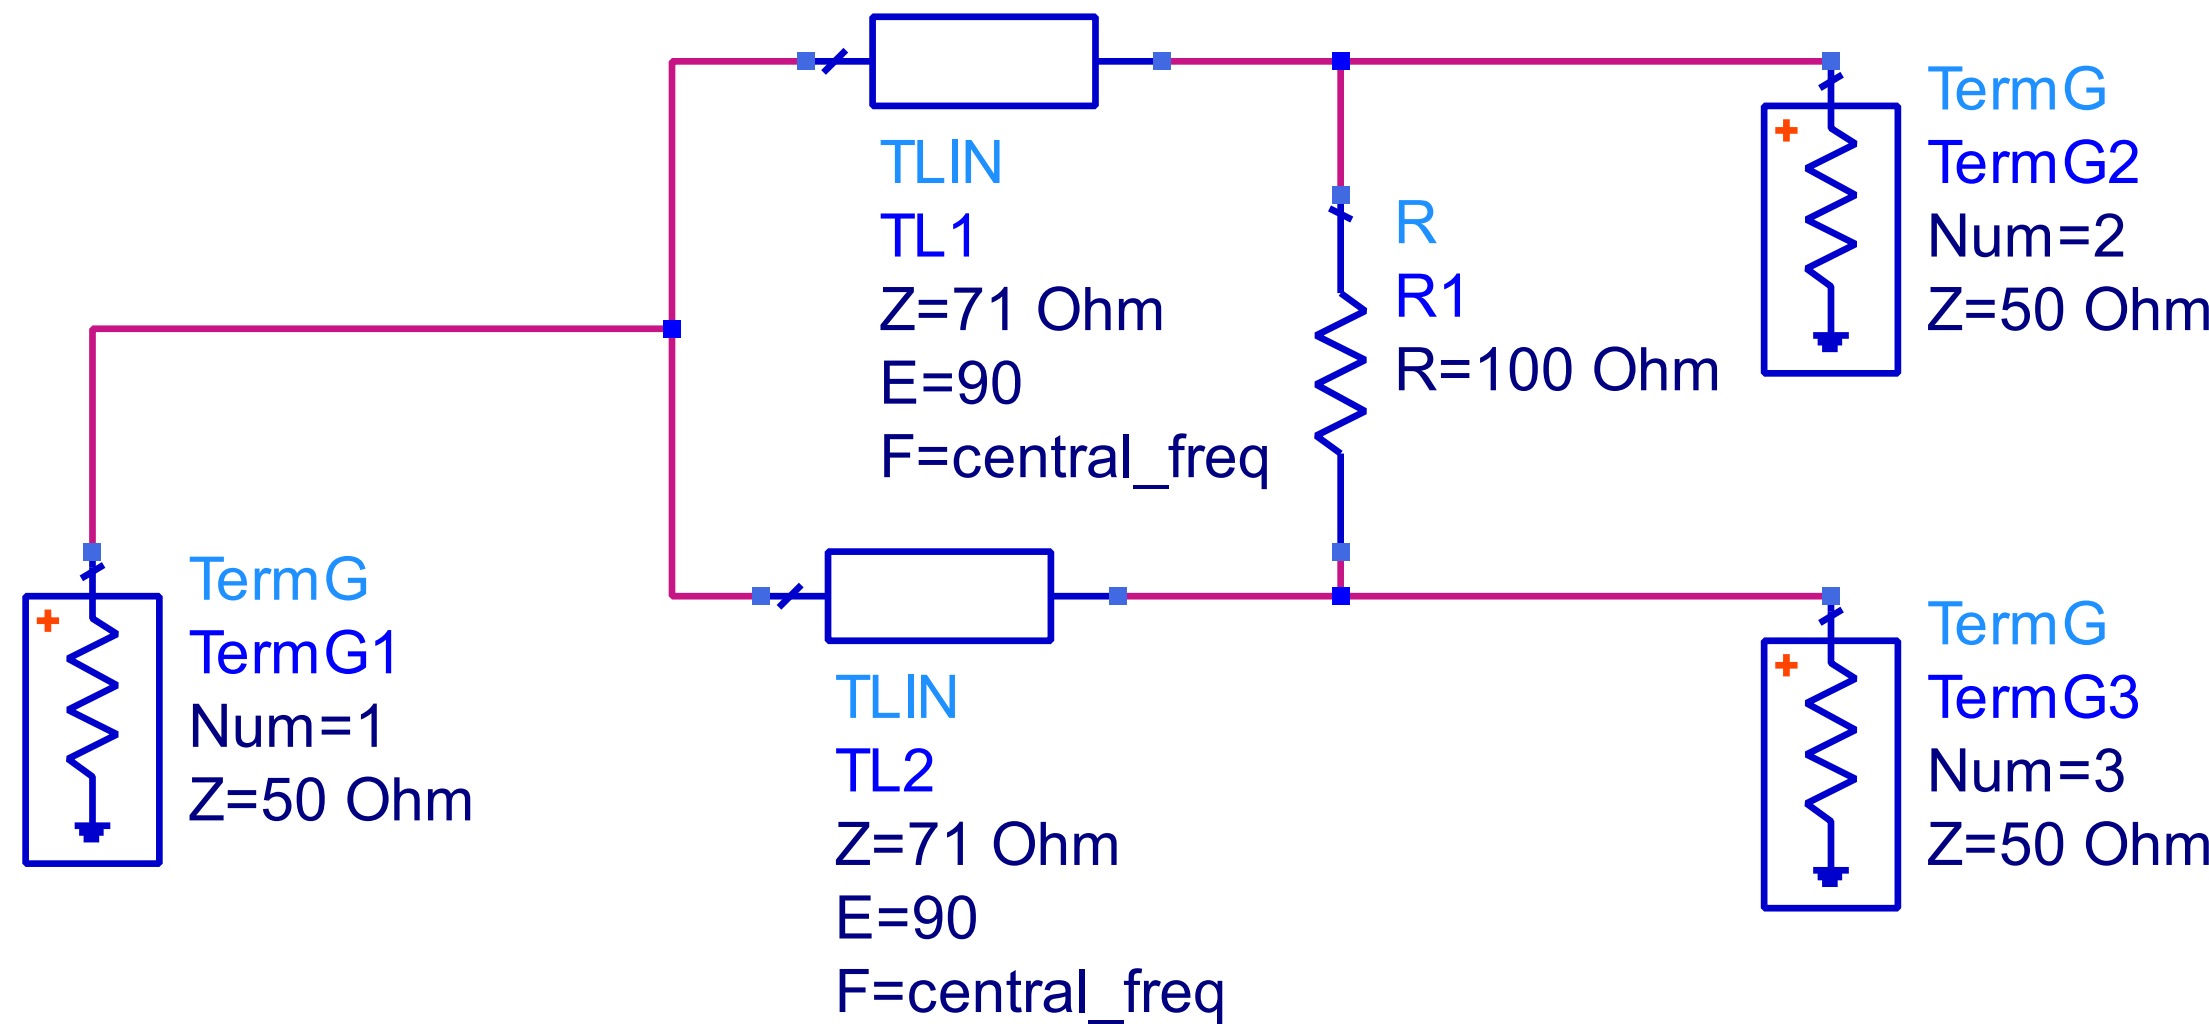 TLIN
TL1
Z=71 Ohm
E=90
F=central_freq
R
R1
R=100 Ohm
TermG
TermG2
Num=2
Z=50 Ohm
TermG
TermG1
Num=1
Z=50 Ohm
TLIN
TL2
Z=71 Ohm
E=90
F=central_freq
TermG
TermG3
Num=3
Z=50 Ohm